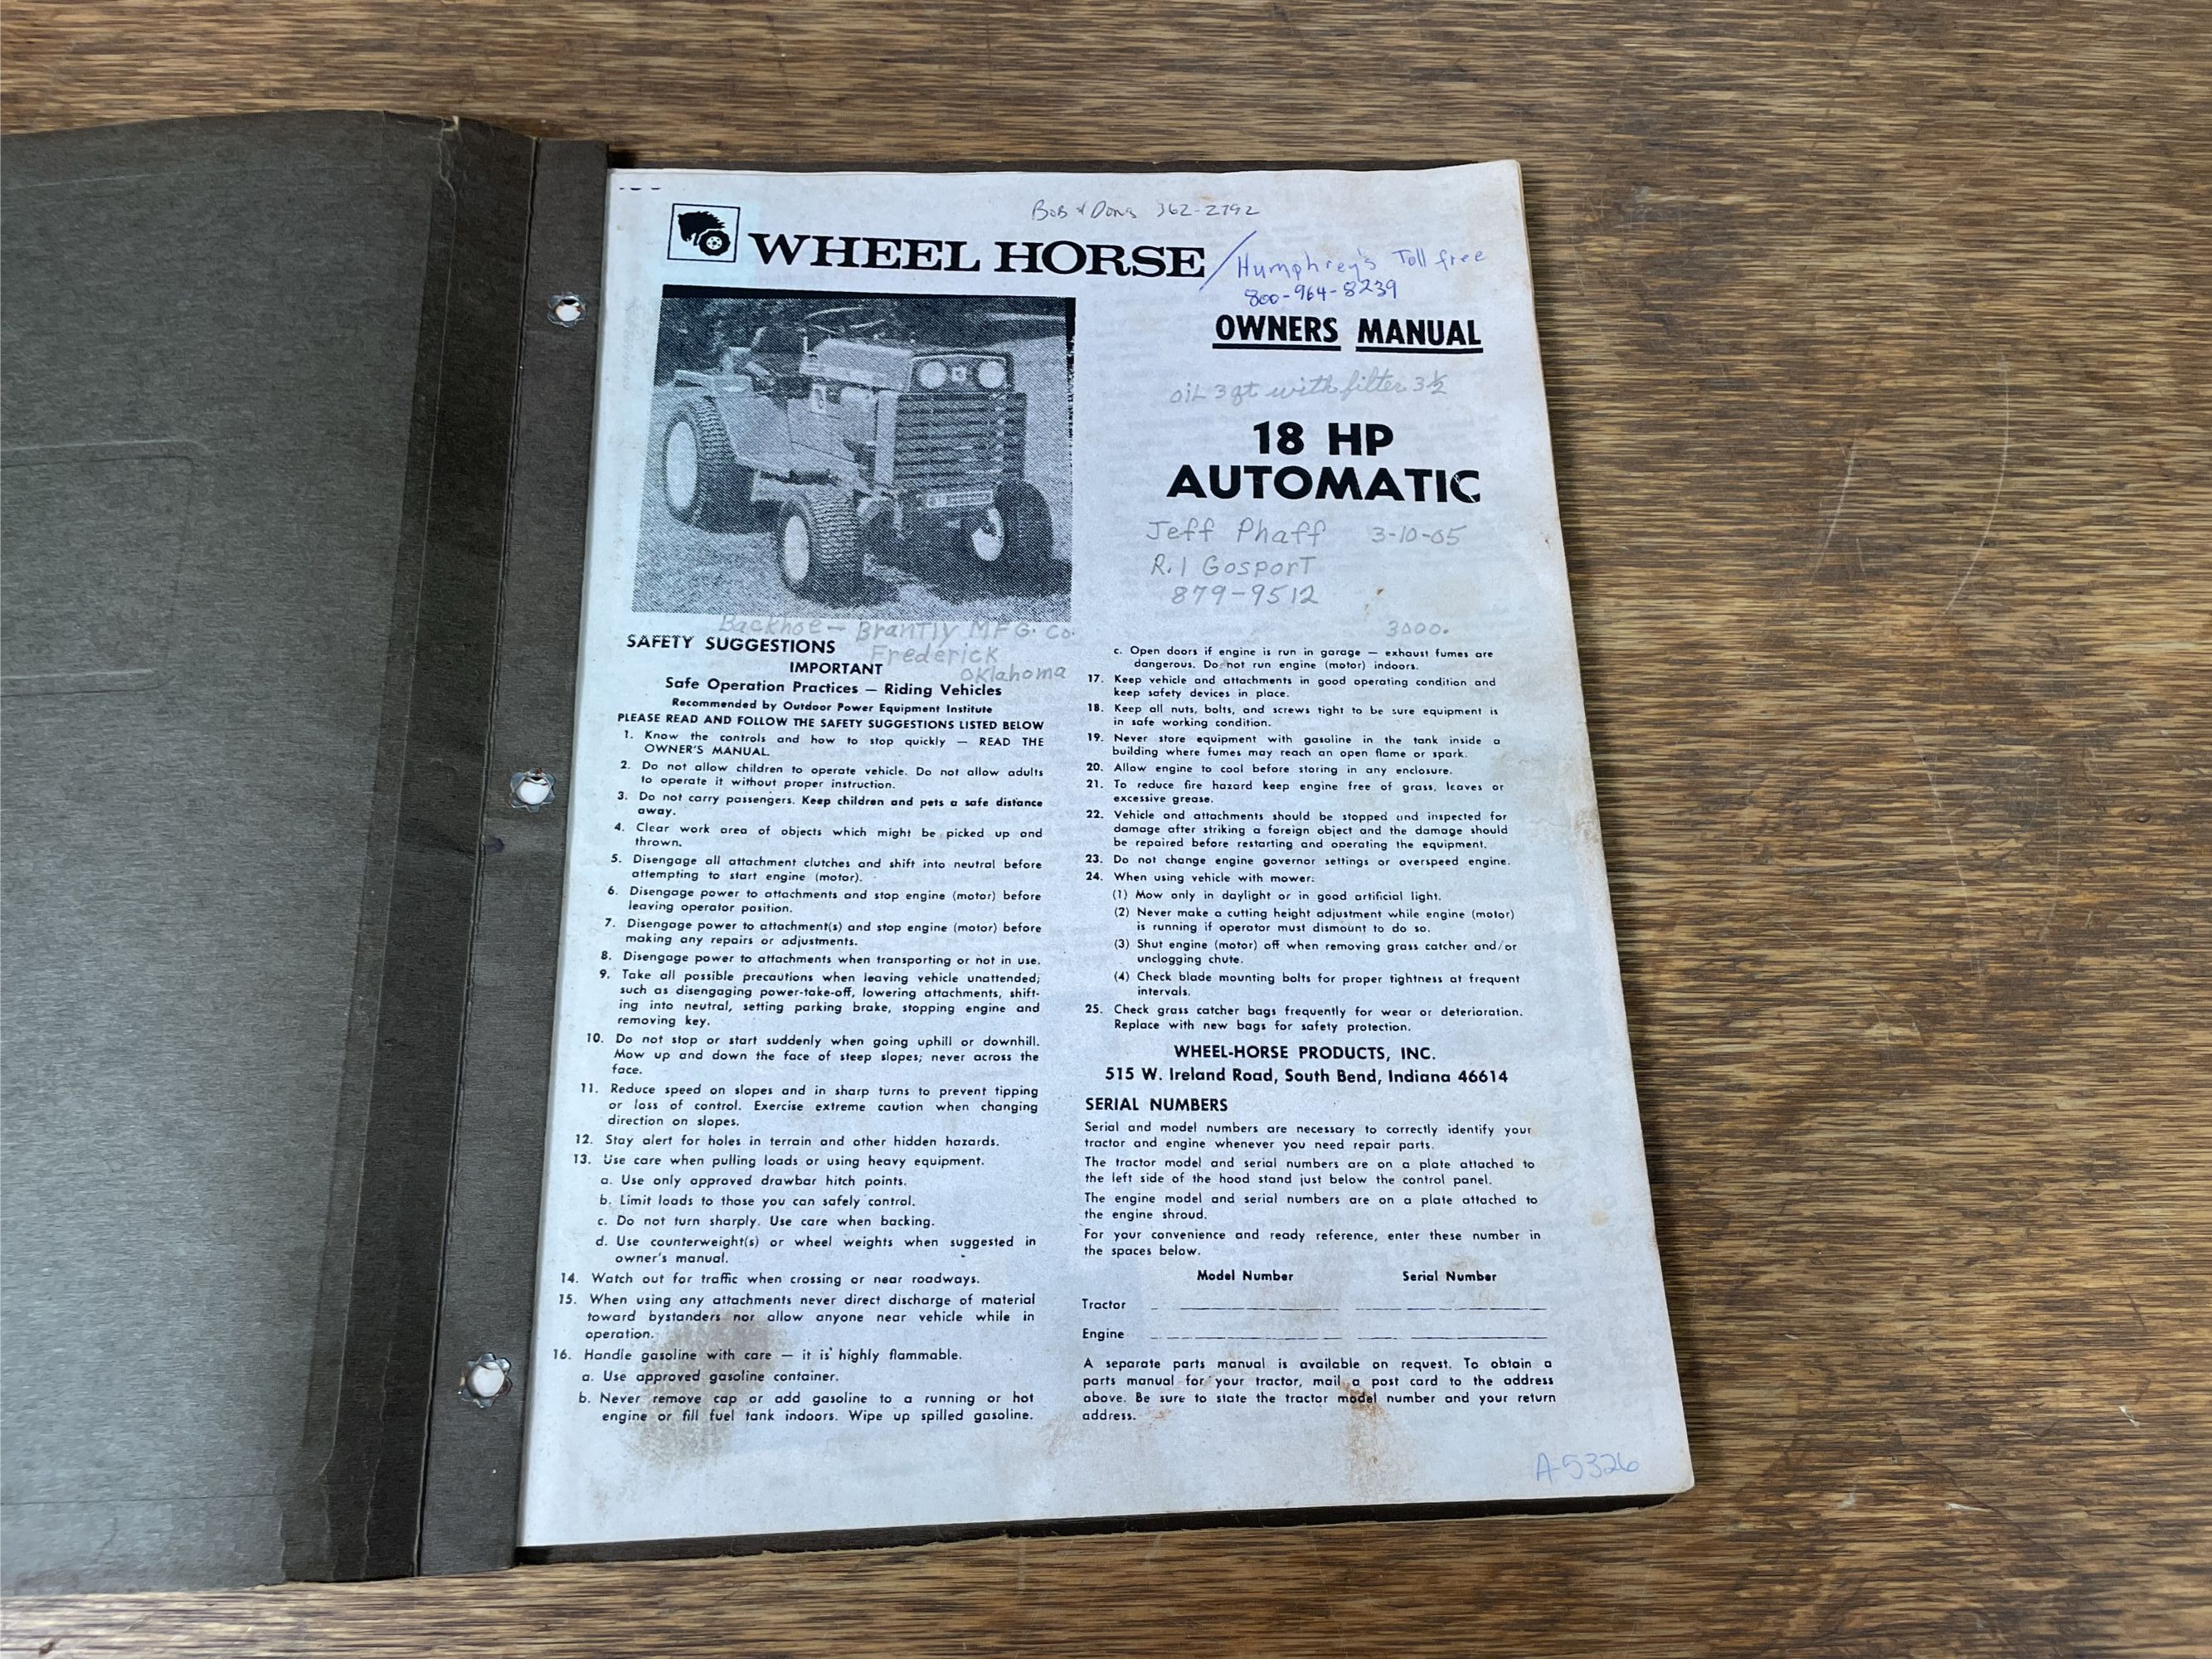 Bob & Dons 362-2792
WHEEL HORSE
Humphrey's Toll free
800-964-8239
OWNERS MANUAL
oil 3 qt with filter 3½
18 HP
AUTOMATIC
Jeff Phaff 3-10-05
R.1 Gosport
879-9512
3000.
Backhoe - Brantly MFG. Co.
Frederick
Oklahoma
SAFETY SUGGESTIONS
IMPORTANT
Safe Operation Practices — Riding Vehicles
Recommended by Outdoor Power Equipment Institute
PLEASE READ AND FOLLOW THE SAFETY SUGGESTIONS LISTED BELOW
1. Know the controls and how to stop quickly — READ THE
OWNER'S MANUAL.
2. Do not allow children to operate vehicle. Do not allow adults
to operate it without proper instruction.
3. Do not carry passengers. Keep children and pets a safe distance
away.
4. Clear work area of objects which might be picked up and
thrown.
5. Disengage all attachment clutches and shift into neutral before
attempting to start engine (motor).
6. Disengage power to attachments and stop engine (motor) before
leaving operator position.
7. Disengage power to attachment(s) and stop engine (motor) before
making any repairs or adjustments.
8. Disengage power to attachments when transporting or not in use.
9. Take all possible precautions when leaving vehicle unattended;
such as disengaging power-take-off, lowering attachments, shift-
ing into neutral, setting parking brake, stopping engine and
removing key.
10. Do not stop or start suddenly when going uphill or downhill.
Mow up and down the face of steep slopes; never across the
face.
11. Reduce speed on slopes and in sharp turns to prevent tipping
or loss of control. Exercise extreme caution when changing
direction on slopes.
12. Stay alert for holes in terrain and other hidden hazards.
13. Use care when pulling loads or using heavy equipment.
a. Use only approved drawbar hitch points.
b. Limit loads to those you can safely control.
c. Do not turn sharply. Use care when backing.
d. Use counterweight(s) or wheel weights when suggested in
owner's manual.
14. Watch out for traffic when crossing or near roadways.
15. When using any attachments never direct discharge of material
toward bystanders nor allow anyone near vehicle while in
operation.
16. Handle gasoline with care — it is highly flammable.
a. Use approved gasoline container.
b. Never remove cap or add gasoline to a running or hot
engine or fill fuel tank indoors. Wipe up spilled gasoline.
c. Open doors if engine is run in garage — exhaust fumes are
dangerous. Do not run engine (motor) indoors.
17. Keep vehicle and attachments in good operating condition and
keep safety devices in place.
18. Keep all nuts, bolts, and screws tight to be sure equipment is
in safe working condition.
19. Never store equipment with gasoline in the tank inside a
building where fumes may reach an open flame or spark.
20. Allow engine to cool before storing in any enclosure.
21. To reduce fire hazard keep engine free of grass, leaves or
excessive grease.
22. Vehicle and attachments should be stopped and inspected for
damage after striking a foreign object and the damage should
be repaired before restarting and operating the equipment.
23. Do not change engine governor settings or overspeed engine.
24. When using vehicle with mower:
(1) Mow only in daylight or in good artificial light.
(2) Never make a cutting height adjustment while engine (motor)
is running if operator must dismount to do so.
(3) Shut engine (motor) off when removing grass catcher and/or
unclogging chute.
(4) Check blade mounting bolts for proper tightness at frequent
intervals.
25. Check grass catcher bags frequently for wear or deterioration.
Replace with new bags for safety protection.
WHEEL-HORSE PRODUCTS, INC.
515 W. Ireland Road, South Bend, Indiana 46614
SERIAL NUMBERS
Serial and model numbers are necessary to correctly identify your
tractor and engine whenever you need repair parts.
The tractor model and serial numbers are on a plate attached to
the left side of the hood stand just below the control panel.
The engine model and serial numbers are on a plate attached to
the engine shroud.
For your convenience and ready reference, enter these number in
the spaces below.
Model Number Serial Number
Tractor
Engine
A separate parts manual is available on request. To obtain a
parts manual for your tractor, mail a post card to the address
above. Be sure to state the tractor model number and your return
address.
A-5326